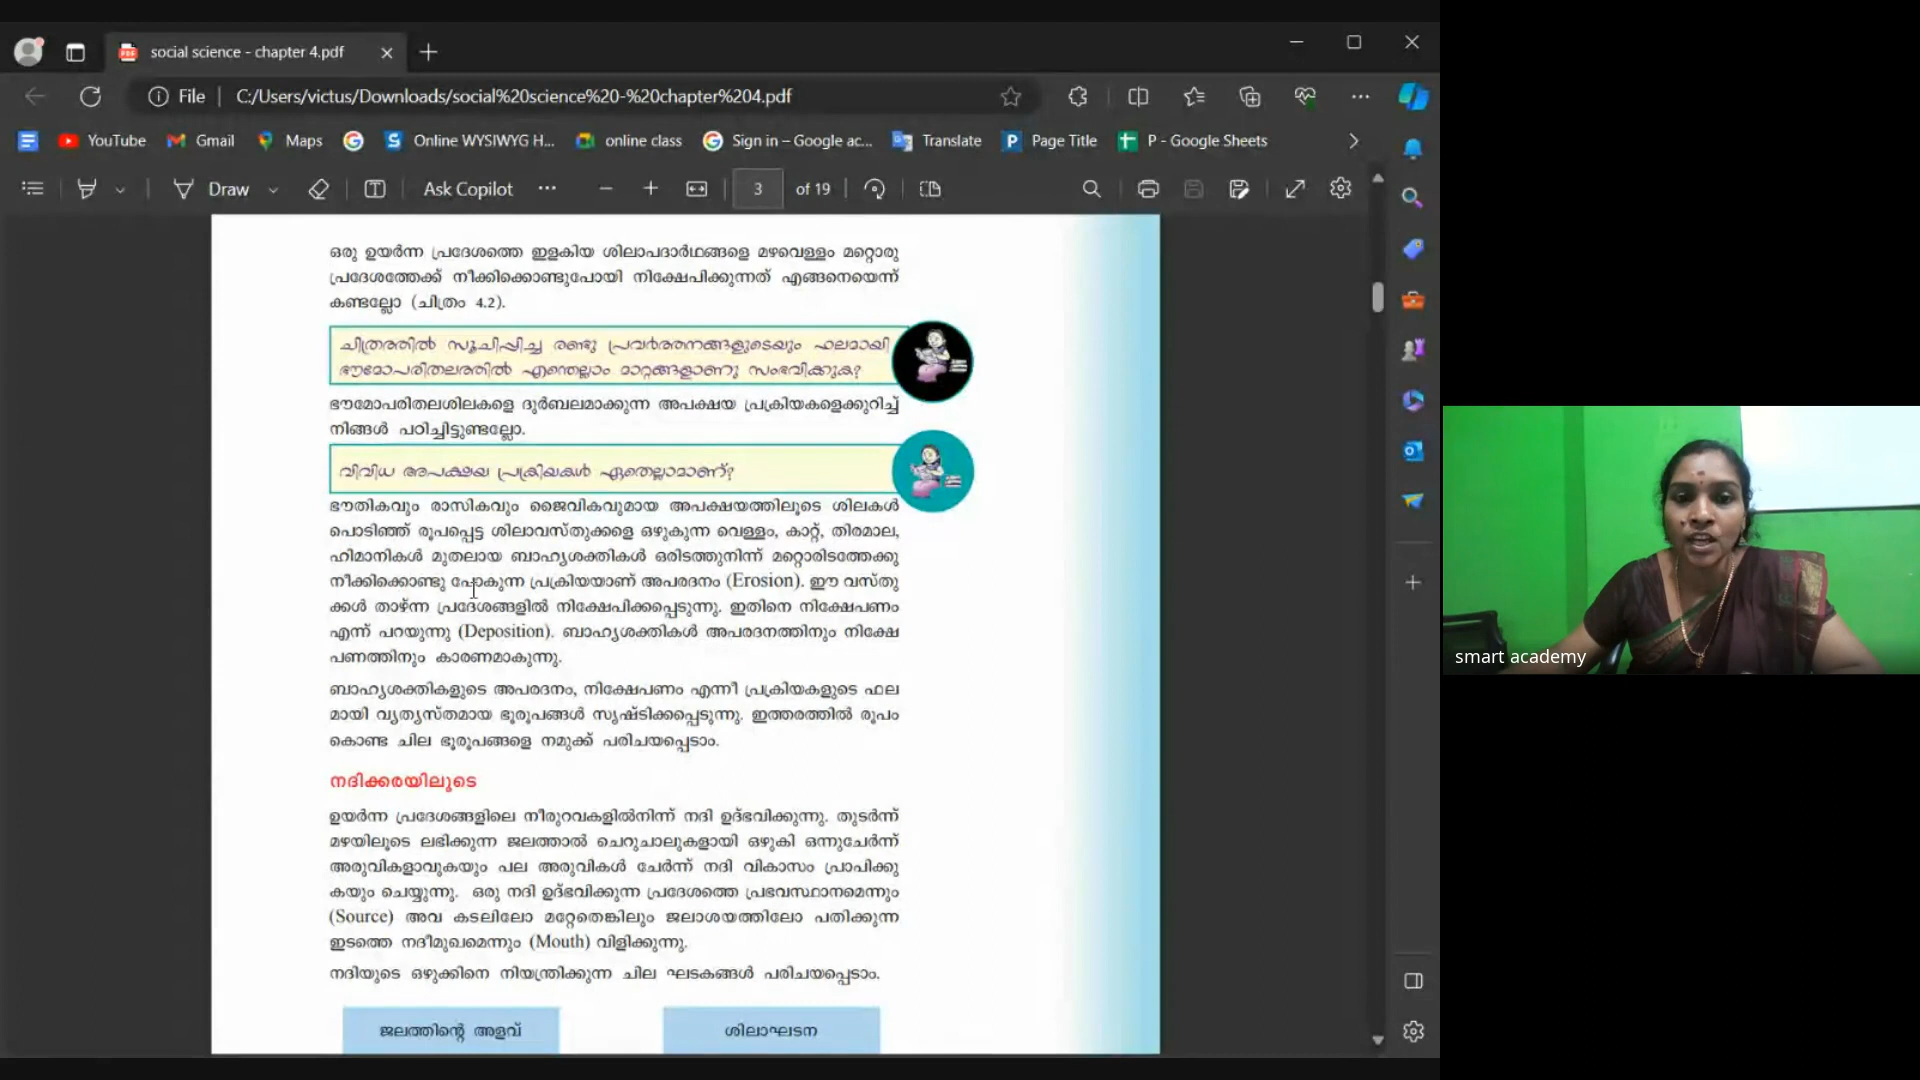 social science - chapter 4.pdf
File
C:/Users/victus/Downloads/social%20science%20-%20chapter%204.pdf
YouTube Gmail Maps Online WYSIWYG H... online class Sign in – Google ac... Translate Page Title P - Google Sheets
Draw Ask Copilot 3 of 19
ഒരു ഉയർന്ന പ്രദേശത്തെ ഇളകിയ ശിലാപദാർഥങ്ങളെ മഴവെള്ളം മറ്റൊരു
പ്രദേശത്തേക്ക് നീക്കിക്കൊണ്ടുപോയി നിക്ഷേപിക്കുന്നത് എങ്ങനെയെന്ന്
കണ്ടല്ലോ (ചിത്രം 4.2).
ചിത്രത്തിൽ സൂചിപ്പിച്ച രണ്ടു പ്രവർത്തനങ്ങളുടെയും ഫലമായി
ഭൗമോപരിതലത്തിൽ എന്തെല്ലാം മാറ്റങ്ങളാണു സംഭവിക്കുക?
ഭൗമോപരിതലശിലകളെ ദുർബലമാക്കുന്ന അപക്ഷയ പ്രക്രിയകളെക്കുറിച്ച്
നിങ്ങൾ പഠിച്ചിട്ടുണ്ടല്ലോ.
വിവിധ അപക്ഷയ പ്രക്രിയകൾ ഏതെല്ലാമാണ്?
ഭൗതികവും രാസികവും ജൈവികവുമായ അപക്ഷയത്തിലൂടെ ശിലകൾ
പൊടിഞ്ഞ് രൂപപ്പെട്ട ശിലാവസ്തുക്കളെ ഒഴുകുന്ന വെള്ളം, കാറ്റ്, തിരമാല,
ഹിമാനികൾ മുതലായ ബാഹ്യശക്തികൾ ഒരിടത്തുനിന്ന് മറ്റൊരിടത്തേക്കു
നീക്കിക്കൊണ്ടു പോകുന്ന പ്രക്രിയയാണ് അപരദനം (Erosion). ഈ വസ്തു
ക്കൾ താഴ്ന്ന പ്രദേശങ്ങളിൽ നിക്ഷേപിക്കപ്പെടുന്നു. ഇതിനെ നിക്ഷേപണം
എന്ന് പറയുന്നു (Deposition). ബാഹ്യശക്തികൾ അപരദനത്തിനും നിക്ഷേ
പണത്തിനും കാരണമാകുന്നു.
ബാഹ്യശക്തികളുടെ അപരദനം, നിക്ഷേപണം എന്നീ പ്രക്രിയകളുടെ ഫല
മായി വ്യത്യസ്തമായ ഭൂരൂപങ്ങൾ സൃഷ്ടിക്കപ്പെടുന്നു. ഇത്തരത്തിൽ രൂപം
കൊണ്ട ചില ഭൂരൂപങ്ങളെ നമുക്ക് പരിചയപ്പെടാം.
നദിക്കരയിലൂടെ
ഉയർന്ന പ്രദേശങ്ങളിലെ നീരുറവകളിൽനിന്ന് നദി ഉദ്ഭവിക്കുന്നു. തുടർന്ന്
മഴയിലൂടെ ലഭിക്കുന്ന ജലത്താൽ ചെറുചാലുകളായി ഒഴുകി ഒന്നുചേർന്ന്
അരുവികളാവുകയും പല അരുവികൾ ചേർന്ന് നദി വികാസം പ്രാപിക്കു
കയും ചെയ്യുന്നു. ഒരു നദി ഉദ്ഭവിക്കുന്ന പ്രദേശത്തെ പ്രഭവസ്ഥാനമെന്നും
(Source) അവ കടലിലോ മറ്റേതെങ്കിലും ജലാശയത്തിലോ പതിക്കുന്ന
ഇടത്തെ നദീമുഖമെന്നും (Mouth) വിളിക്കുന്നു.
നദിയുടെ ഒഴുക്കിനെ നിയന്ത്രിക്കുന്ന ചില ഘടകങ്ങൾ പരിചയപ്പെടാം.
ജലത്തിന്റെ അളവ്
ശിലാഘടന
smart academy